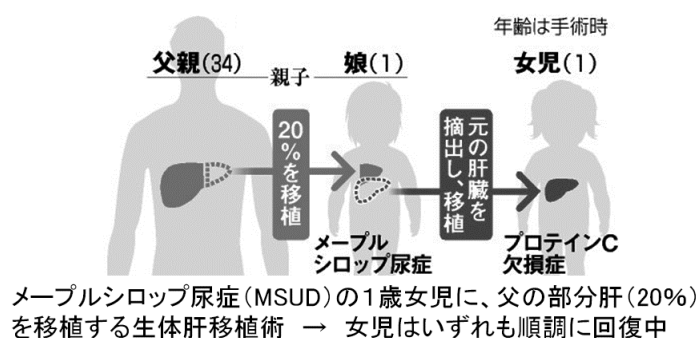 年齢は手術時
父親(34)
親子
娘(1)
女児(1)
20%を移植
元の肝臓を
摘出し、移植
メープル
シロップ尿症
プロテインC
欠損症
メープルシロップ尿症(MSUD)の1歳女児に、父の部分肝(20%)
を移植する生体肝移植術 → 女児はいずれも順調に回復中